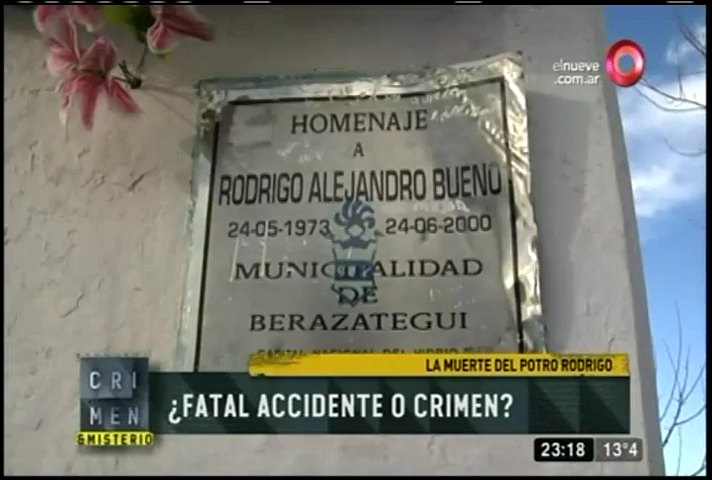 elnueve
.com.ar
HOMENAJE
A
RODRIGO ALEJANDRO BUENO
24-05-1973 24-06-2000
MUNICIPALIDAD
DE
BERAZATEGUI
CAPITAL NACIONAL DEL VIDRIO
LA MUERTE DEL POTRO RODRIGO
CRI
MEN
& MISTERIO
¿FATAL ACCIDENTE O CRIMEN?
23:18 13°4